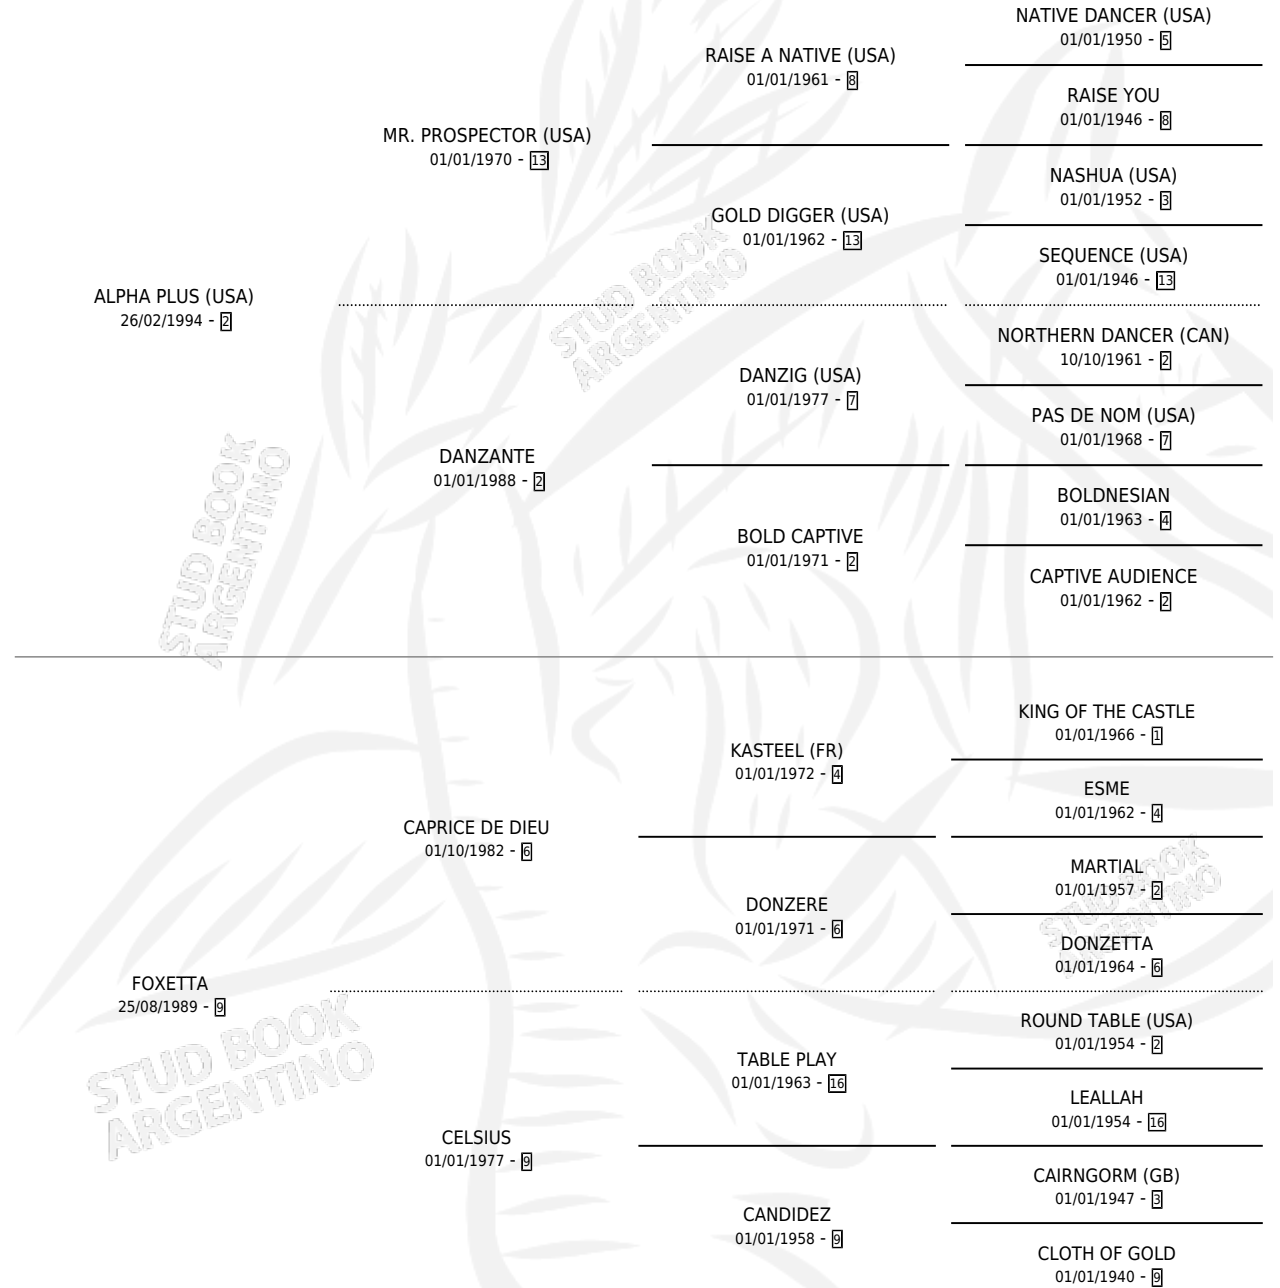 NATIVE DANCER (USA)
01/01/1950 - 5
RAISE A NATIVE (USA)
01/01/1961 - 8
RAISE YOU
01/01/1946 - 8
MR. PROSPECTOR (USA)
01/01/1970 - 13
NASHUA (USA)
01/01/1952 - 3
GOLD DIGGER (USA)
01/01/1962 - 13
SEQUENCE (USA)
01/01/1946 - 13
ALPHA PLUS (USA)
26/02/1994 - 2
STUD BOOK
ARGENTINO
NORTHERN DANCER (CAN)
10/10/1961 - 2
DANZIG (USA)
01/01/1977 - 7
PAS DE NOM (USA)
01/01/1968 - 7
DANZANTE
01/01/1988 - 2
BOLDNESIAN
01/01/1963 - 4
BOLD CAPTIVE
01/01/1971 - 2
CAPTIVE AUDIENCE
01/01/1962 - 2
STUD BOOK
ARGENTINO
KING OF THE CASTLE
01/01/1966 - 1
KASTEEL (FR)
01/01/1972 - 4
ESME
01/01/1962 - 4
CAPRICE DE DIEU
01/10/1982 - 6
MARTIAL
01/01/1957 - 2
DONZERE
01/01/1971 - 6
DONZETTA
01/01/1964 - 6
STUD BOOK
ARGENTINO
FOXETTA
25/08/1989 - 9
ROUND TABLE (USA)
01/01/1954 - 2
TABLE PLAY
01/01/1963 - 16
LEALLAH
01/01/1954 - 16
STUD BOOK
ARGENTINO
CELSIUS
01/01/1977 - 9
CAIRNGORM (GB)
01/01/1947 - 3
CANDIDEZ
01/01/1958 - 9
CLOTH OF GOLD
01/01/1940 - 9